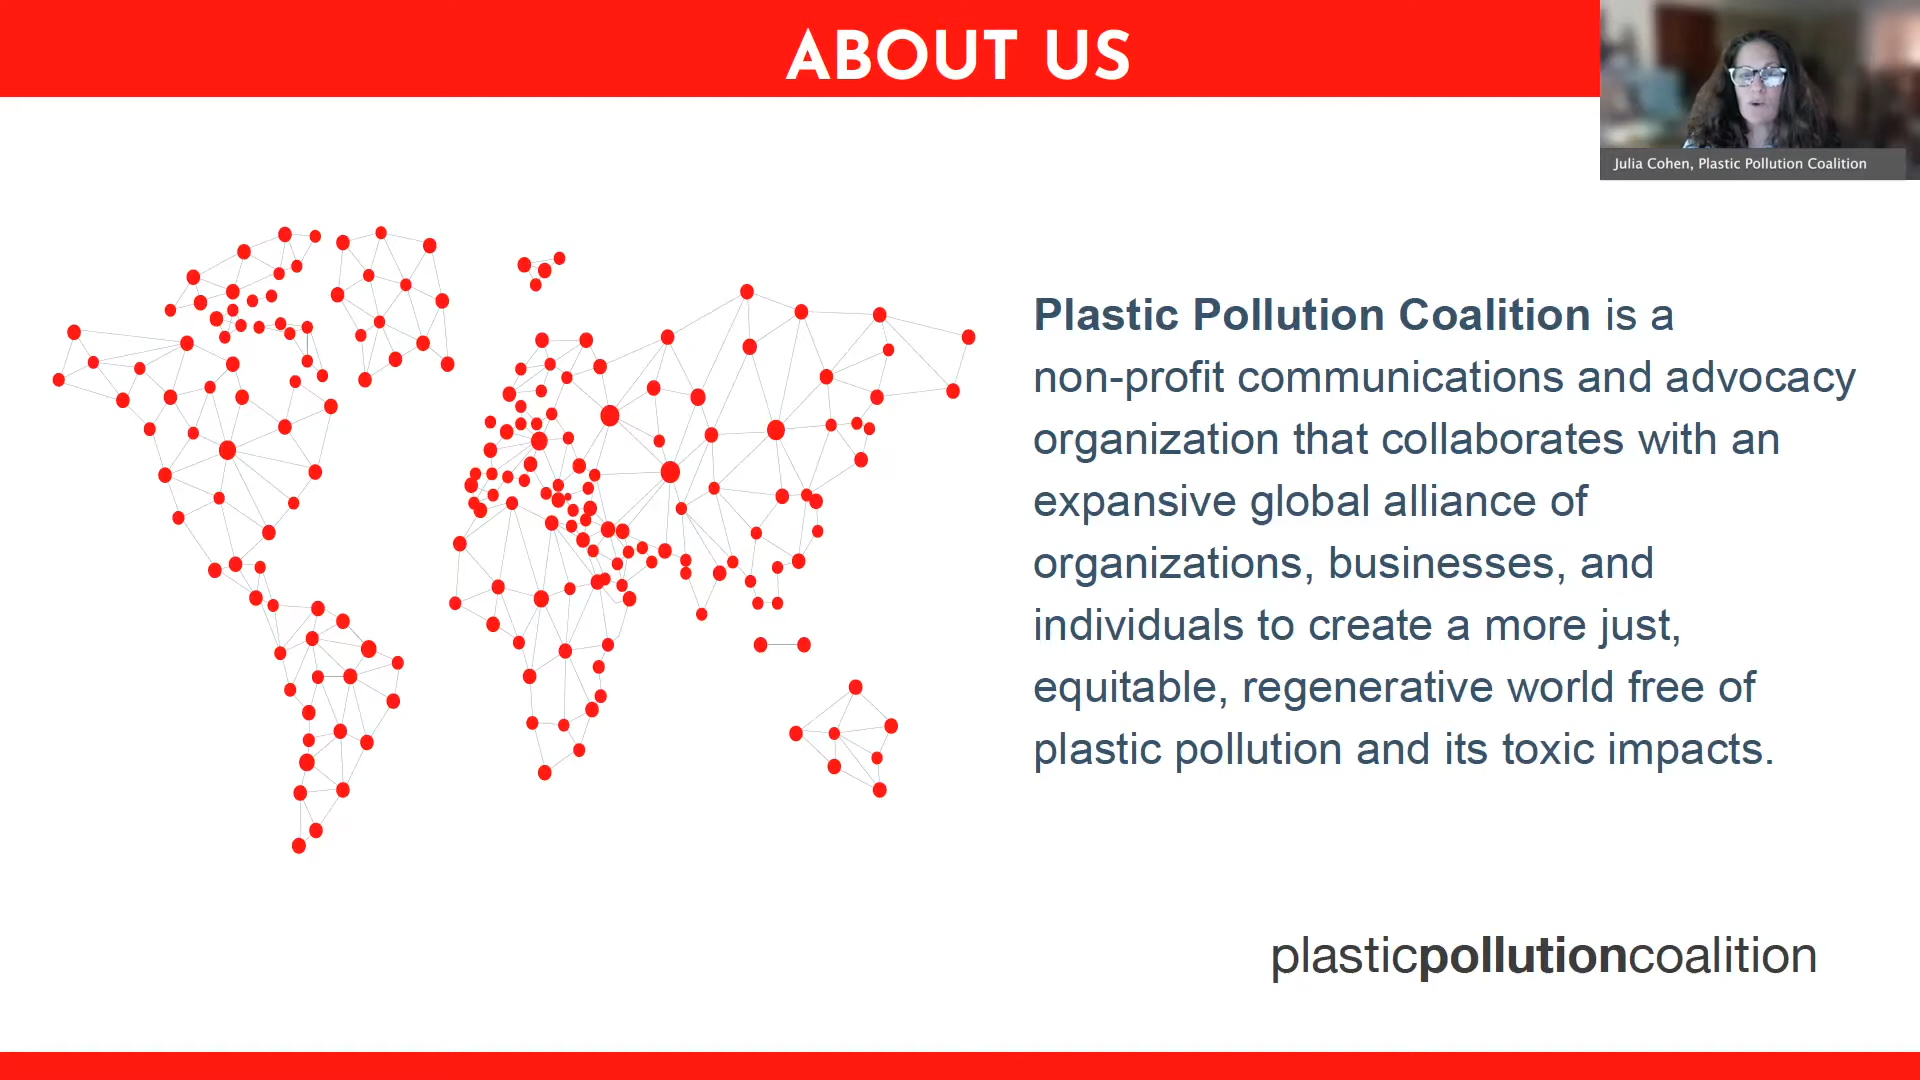 ABOUT US
Julia Cohen, Plastic Pollution Coalition
Plastic Pollution Coalition is a
non-profit communications and advocacy
organization that collaborates with an
expansive global alliance of
organizations, businesses, and
individuals to create a more just,
equitable, regenerative world free of
plastic pollution and its toxic impacts.
plasticpollutioncoalition